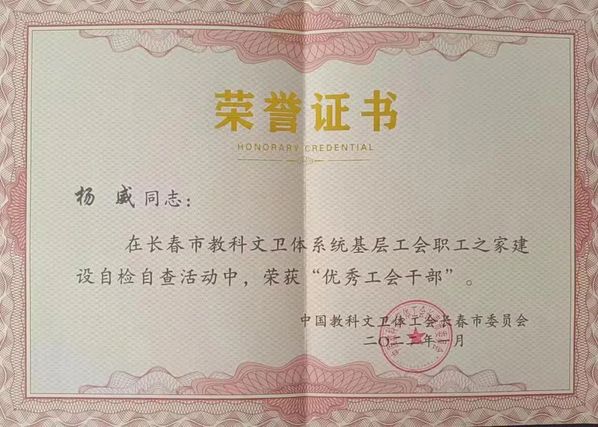 荣誉证书
HONORARY CREDENTIAL
杨 威 同志:
在长春市教科文卫体系统基层工会职工之家建
设自检自查活动中,荣获“优秀工会干部”。
中国教科文卫体工会长春市委员会
二〇二 年 月